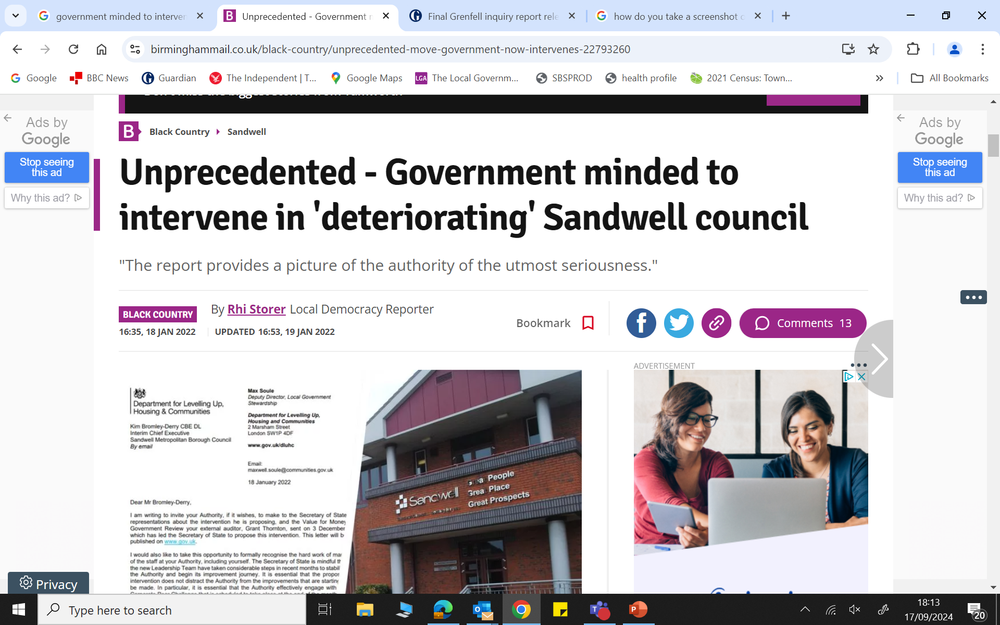 government minded to interven
Unprecedented - Government m
Final Grenfell inquiry report rele
how do you take a screenshot o
birminghammail.co.uk/black-country/unprecedented-move-government-now-intervenes-22793260
Google
BBC News
Guardian
The Independent | T...
Google Maps
LGA
The Local Governm...
SBSPROD
health profile
2021 Census: Town...
All Bookmarks
Ads by
Google
Stop seeing
this ad
Why this ad?
B Black Country Sandwell
Unprecedented - Government minded to
intervene in 'deteriorating' Sandwell council
"The report provides a picture of the authority of the utmost seriousness."
BLACK COUNTRY
By Rhi Storer Local Democracy Reporter
16:35, 18 JAN 2022 UPDATED 16:53, 19 JAN 2022
Bookmark
Comments 13
Ads by
Google
Stop seeing
this ad
Why this ad?
Department for Levelling Up,
Housing & Communities
Kim Bromley-Derry CBE DL
Interim Chief Executive
Sandwell Metropolitan Borough Council
By email
Max Soule
Deputy Director, Local Government
Stewardship
Department for Levelling Up,
Housing and Communities
2 Marsham Street
London SW1P 4DF
www.gov.uk/dluhc
Email:
maxwell.soule@communities.gov.uk
18 January 2022
Dear Mr Bromley-Derry,
I am writing to invite your Authority, if it wishes, to make to the Secretary of State
representations about the intervention he is proposing, and the Value for Money
Government Review your external auditor, Grant Thornton, sent on 3 December
which has led the Secretary of State to propose this intervention. This letter will b
published on www.gov.uk.
I would also like to take this opportunity to formally recognise the hard work of
of the staff at your Authority, including yourself. The Secretary of State is mindful
the new Leadership Team have taken considerable steps in recent months to
the Authority and begin its improvement journey. It is essential that the
intervention does not distract the Authority from the improvements that are
be made. In particular, it is essential that the Authority effectively engage with
Sandwell
People
Place
Great Prospects
ADVERTISEMENT
Privacy
Type here to search
18:13
17/09/2024
20